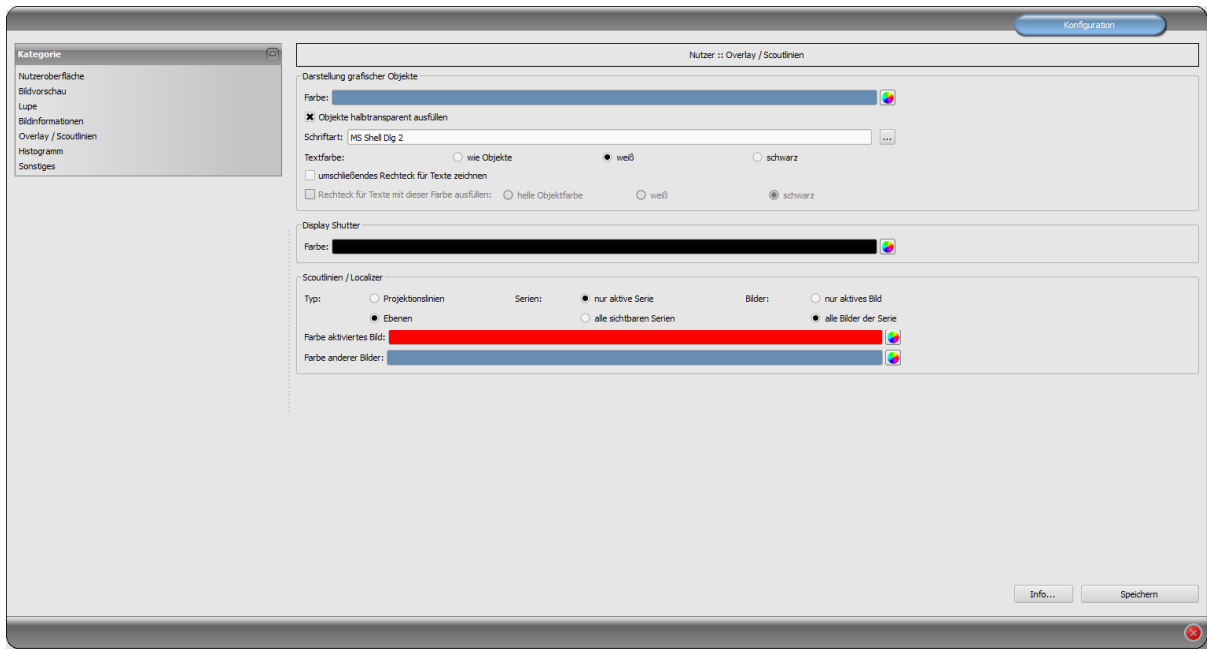 Konfiguration
Kategorie
Nutzeroberfläche
Bildvorschau
Lupe
Bildinformationen
Overlay / Scoutlinien
Histogramm
Sonstiges
Nutzer :: Overlay / Scoutlinien
Darstellung grafischer Objekte
Farbe:
Objekte halbtransparent ausfüllen
Schriftart: MS Shell Dlg 2 ...
Textfarbe: wie Objekte weiß schwarz
umschließendes Rechteck für Texte zeichnen
Rechteck für Texte mit dieser Farbe ausfüllen: helle Objektfarbe weiß schwarz
Display Shutter
Farbe:
Scoutlinien / Localizer
Typ: Projektionslinien Serien: nur aktive Serie Bilder: nur aktives Bild
Ebenen alle sichtbaren Serien alle Bilder der Serie
Farbe aktiviertes Bild:
Farbe anderer Bilder:
Info... Speichern